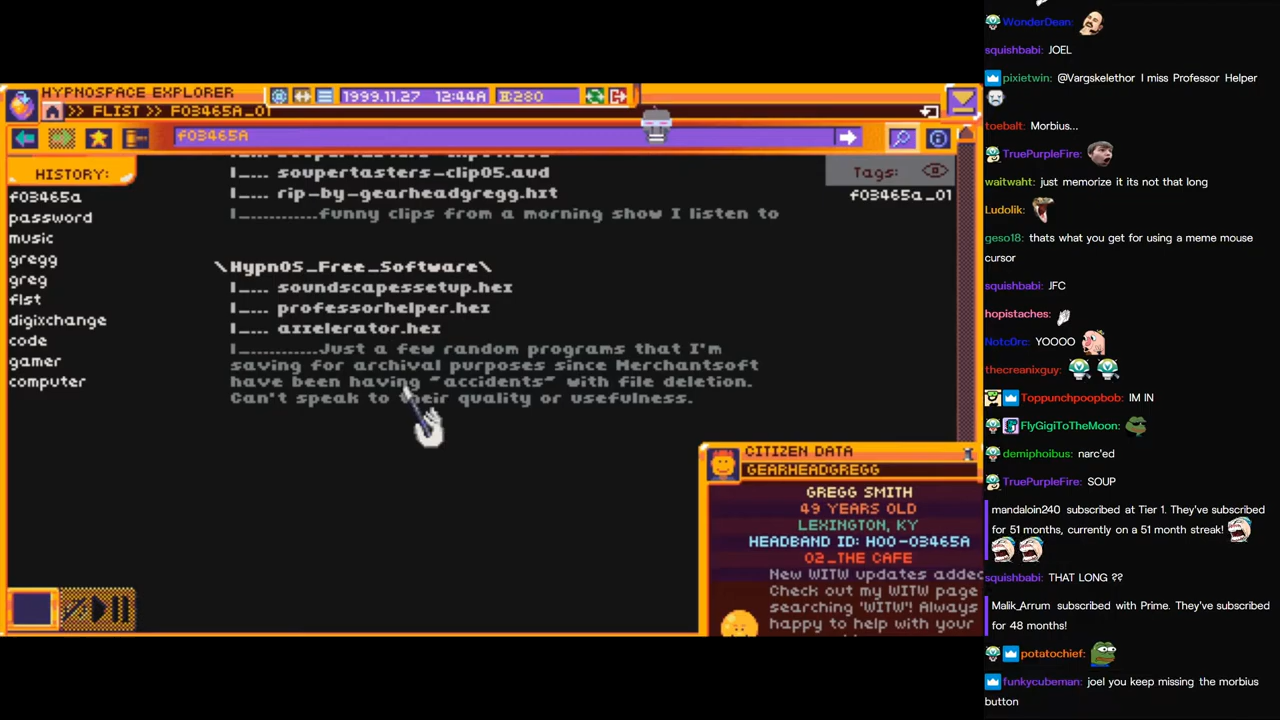 HYPNOSPACE EXPLORER
1999.11.27 12:44A 280
>> FLIST >> F03465A_01
f03465A
HISTORY:
f03465a
password
music
gregg
greg
flst
digixchange
code
gamer
computer
Tags:
f03465a_01
I.... soupertasters-clip05.avd
I.... rip-by-gearheadgregg.hxt
I...........funny clips from a morning show I listen to
\HypnOS_Free_Software\
I.... soundscapessetup.hex
I.... professorhelper.hex
I.... axxelerator.hex
I...........Just a few random programs that I'm
saving for archival purposes since Merchantsoft
have been having "accidents" with file deletion.
Can't speak to their quality or usefulness.
CITIZEN DATA
GEARHEADGREGG
GREGG SMITH
49 YEARS OLD
LEXINGTON, KY
HEADBAND ID: H00-03465A
02_THE CAFE
New WITW updates added
Check out my WITW page
searching 'WITW'! Always
happy to help with your
WonderDean:
squishbabi: JOEL
pixietwin: @Vargskelethor I miss Professor Helper
toebalt: Morbius...
TruePurpleFire:
waitwaht: just memorize it its not that long
Ludolik:
geso18: thats what you get for using a meme mouse
cursor
squishbabi: JFC
hopistaches:
Notc0rc: YOOOO
thecreanixguy:
Toppunchpoopbob: IM IN
FlyGigiToTheMoon:
demiphoibus: narc'ed
TruePurpleFire: SOUP
mandaloin240 subscribed at Tier 1. They've subscribed
for 51 months, currently on a 51 month streak!
squishbabi: THAT LONG ??
Malik_Arrum subscribed with Prime. They've subscribed
for 48 months!
potatochief:
funkycubeman: joel you keep missing the morbius
button